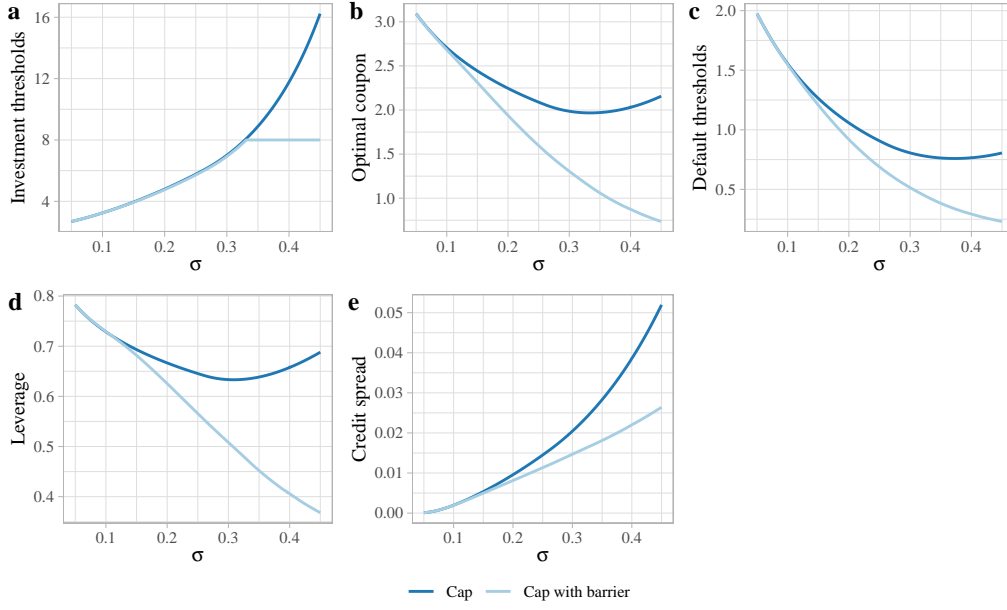 a
Investment thresholds
16
12
8
4
0.1 0.2 0.3 0.4
σ
b
Optimal coupon
3.0
2.5
2.0
1.5
1.0
0.1 0.2 0.3 0.4
σ
c
Default thresholds
2.0
1.5
1.0
0.5
0.1 0.2 0.3 0.4
σ
d
Leverage
0.8
0.7
0.6
0.5
0.4
0.1 0.2 0.3 0.4
σ
e
Credit spread
0.05
0.04
0.03
0.02
0.01
0.00
0.1 0.2 0.3 0.4
σ
Cap Cap with barrier